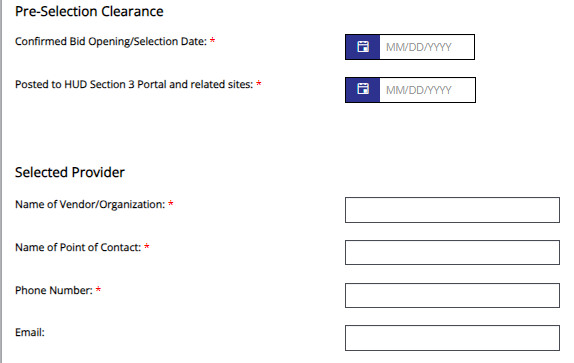 Pre-Selection Clearance
Confirmed Bid Opening/Selection Date: *
MM/DD/YYYY
Posted to HUD Section 3 Portal and related sites: *
MM/DD/YYYY
Selected Provider
Name of Vendor/Organization: *
Name of Point of Contact: *
Phone Number: *
Email: